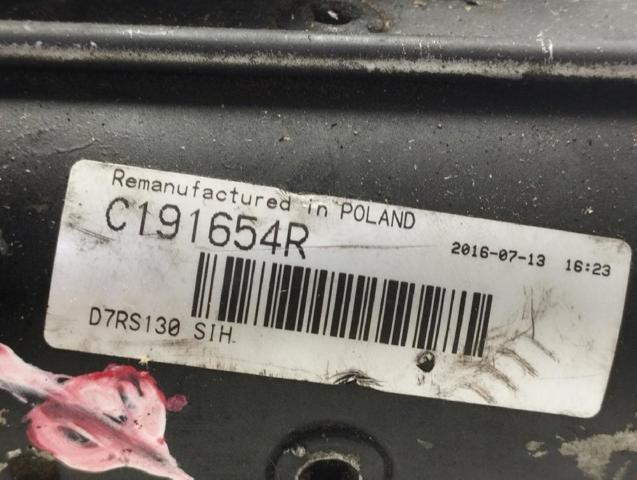 Remanufactured in POLAND
C191654R
2016-07-13 16:23
D7RS130 SIH